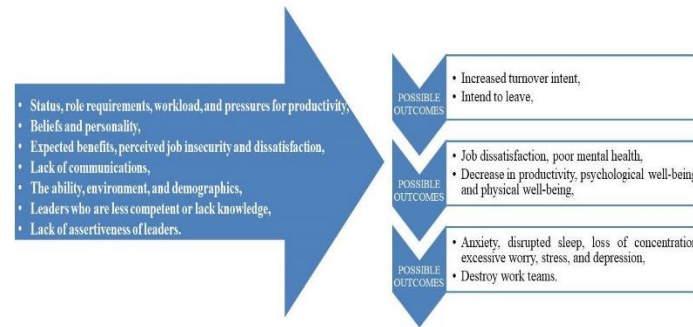 • Status, role requirements, workload, and pressures for productivity,
• Beliefs and personality,
• Expected benefits, perceived job insecurity and dissatisfaction,
• Lack of communications,
• The ability, environment, and demographics,
• Leaders who are less competent or lack knowledge,
• Lack of assertiveness of leaders.
POSSIBLE
OUTCOMES
• Increased turnover intent,
• Intend to leave,
POSSIBLE
OUTCOMES
• Job dissatisfaction, poor mental health,
• Decrease in productivity, psychological well-being
and physical well-being,
POSSIBLE
OUTCOMES
• Anxiety, disrupted sleep, loss of concentration
excessive worry, stress, and depression,
• Destroy work teams.